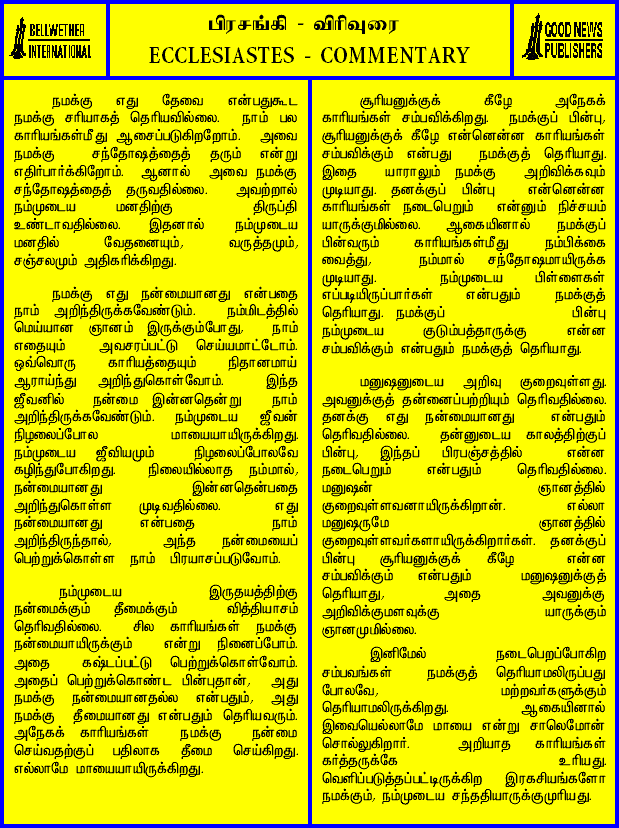 BELLWETHER
INTERNATIONAL
பிரசங்கி - விரிவுரை
ECCLESIASTES - COMMENTARY
GOOD NEWS
PUBLISHERS
நமக்கு எது தேவை என்பதுகூட
நமக்கு சரியாகத் தெரியவில்லை. நாம் பல
காரியங்கள்மீது ஆசைப்படுகிறறோம். அவை
நமக்கு சந்தோஷத்தைத் தரும் என்று
எதிர்பார்க்கிறோம். ஆனால் அவை நமக்கு
சந்தோஷத்தைத் தருவதில்லை. அவற்றால்
நம்முடைய மனதிற்கு திருப்தி
உண்டாவதில்லை. இதனால் நம்முடைய
மனதில் வேதனையும், வருத்தமும்,
சஞ்சலமும் அதிகரிக்கிறது.
நமக்கு எது நன்மையானது என்பதை
நாம் அறிந்திருக்கவேண்டும். நம்மிடத்தில்
மெய்யான ஞானம் இருக்கும்போது, நாம்
எதையும் அவசரப்பட்டு செய்யமாட்டோம்.
ஒவ்வொரு காரியத்தையும் நிதானமாய்
ஆராய்ந்து அறிந்துகொள்வோம். இந்த
ஜீவனில் நன்மை இன்னதென்று நாம்
அறிந்திருக்கவேண்டும். நம்முடைய ஜீவன்
நிழலைப்போல மாயையாயிருக்கிறது.
நம்முடைய ஜீவியமும் நிழலைப்போலவே
கழிந்துபோகிறது. நிலையில்லாத நம்மால்,
நன்மையானது இன்னதென்பதை
அறிந்துகொள்ள முடிவதில்லை. எது
நன்மையானது என்பதை நாம்
அறிந்திருந்தால், அந்த நன்மையைப்
பெற்றுக்கொள்ள நாம் பிரயாசப்படுவோம்.
நம்முடைய இருதயத்திற்கு
நன்மைக்கும் தீமைக்கும் வித்தியாசம்
தெரிவதில்லை. சில காரியங்கள் நமக்கு
நன்மையாயிருக்கும் என்று நினைப்போம்.
அதை கஷ்டப்பட்டு பெற்றுக்கொள்வோம்.
அதைப் பெற்றுக்கொண்ட பின்புதான், அது
நமக்கு நன்மையானதல்ல என்பதும், அது
நமக்கு தீமையானது என்பதும் தெரியவரும்.
அநேகக் காரியங்கள் நமக்கு நன்மை
செய்வதற்குப் பதிலாக தீமை செய்கிறது.
எல்லாமே மாயையாயிருக்கிறது.
சூரியனுக்குக் கீழே அநேகக்
காரியங்கள் சம்பவிக்கிறது. நமக்குப் பின்பு,
சூரியனுக்குக் கீழே என்னென்ன காரியங்கள்
சம்பவிக்கும் என்பது நமக்குத் தெரியாது.
இதை யாராலும் நமக்கு அறிவிக்கவும்
முடியாது. தனக்குப் பின்பு என்னென்ன
காரியங்கள் நடைபெறும் என்னும் நிச்சயம்
யாருக்குமில்லை. ஆகையினால் நமக்குப்
பின்வரும் காரியங்கள்மீது நம்பிக்கை
வைத்து, நம்மால் சந்தோஷமாயிருக்க
முடியாது. நம்முடைய பிள்ளைகள்
எப்படியிருப்பார்கள் என்பதும் நமக்குத்
தெரியாது. நமக்குப் பின்பு
நம்முடைய குடும்பத்தாருக்கு என்ன
சம்பவிக்கும் என்பதும் நமக்குத் தெரியாது.
மனுஷனுடைய அறிவு குறைவுள்ளது.
அவனுக்குத் தன்னைப்பற்றியும் தெரிவதில்லை.
தனக்கு எது நன்மையானது என்பதும்
தெரிவதில்லை. தன்னுடைய காலத்திற்குப்
பின்பு, இந்தப் பிரபஞ்சத்தில் என்ன
நடைபெறும் என்பதும் தெரிவதில்லை.
மனுஷன் ஞானத்தில்
குறைவுள்ளவனாயிருக்கிறான். எல்லா
மனுஷருமே ஞானத்தில்
குறைவுள்ளவர்களாயிருக்கிறார்கள். தனக்குப்
பின்பு சூரியனுக்குக் கீழே என்ன
சம்பவிக்கும் என்பதும் மனுஷனுக்குத்
தெரியாது, அதை அவனுக்கு
அறிவிக்குமளவுக்கு யாருக்கும்
ஞானமுமில்லை.
இனிமேல் நடைபெறப்போகிற
சம்பவங்கள் நமக்குத் தெரியாமலிருப்பது
போலவே, மற்றவர்களுக்கும்
தெரியாமலிருக்கிறது. ஆகையினால்
இவையெல்லாமே மாயை என்று சாலொமோன்
சொல்லுகிறார். அறியாத காரியங்கள்
கர்த்தருக்கே உரியது.
வெளிப்படுத்தப்பட்டிருக்கிற இரகசியங்களோ
நமக்கும், நம்முடைய சந்ததியாருக்குமுரியது.